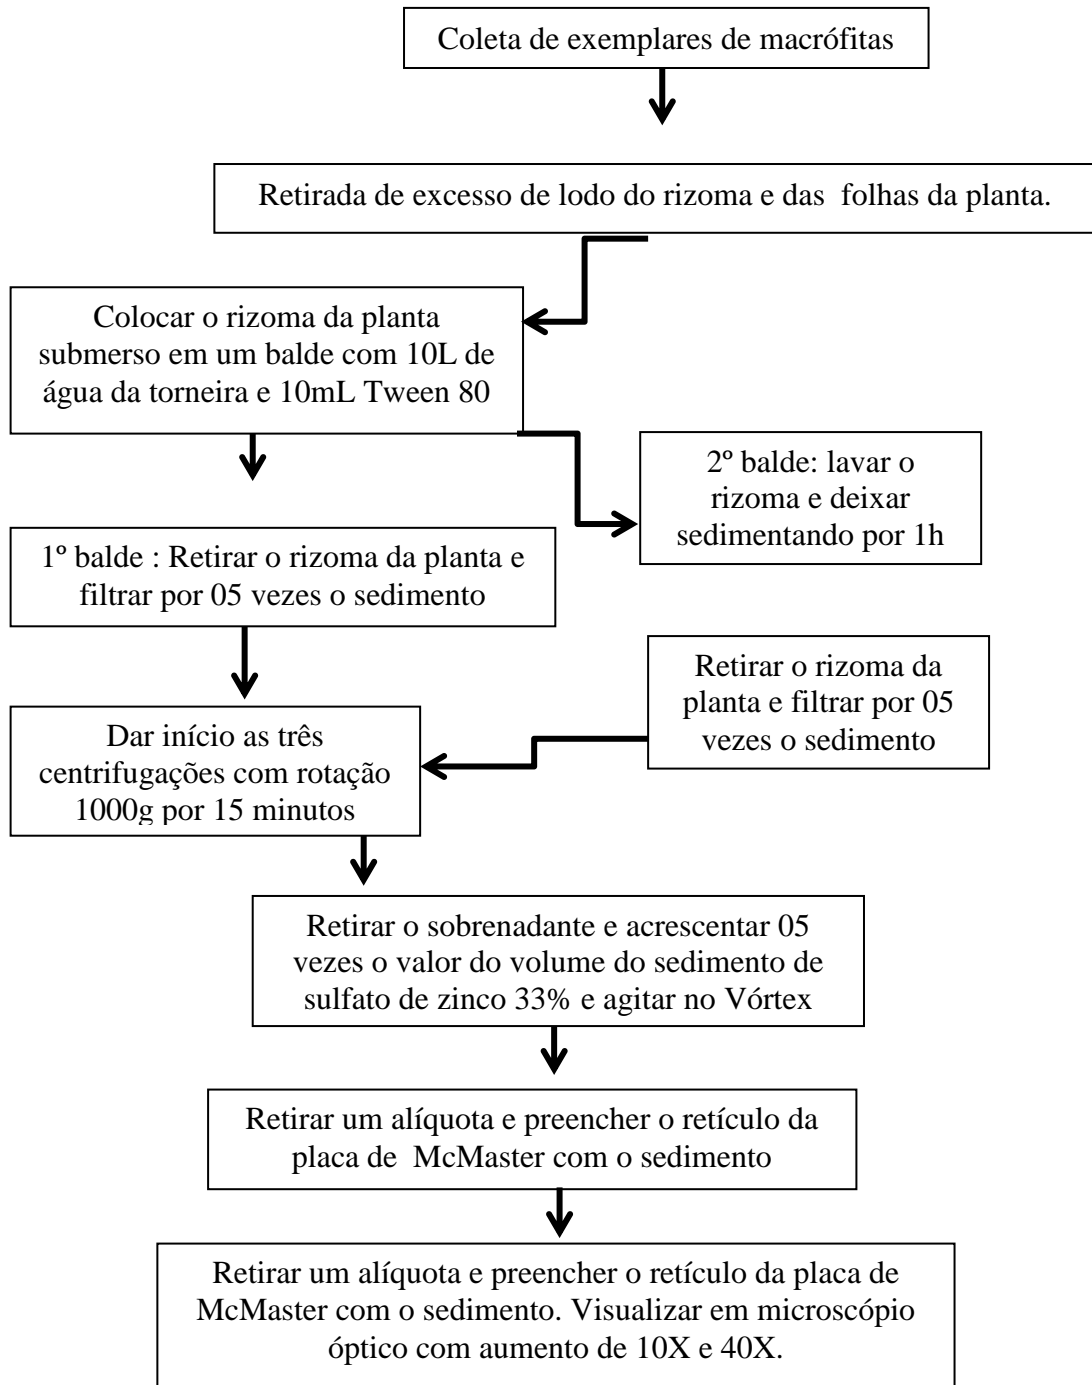 Coleta de exemplares de macrófitas
Retirada de excesso de lodo do rizoma e das folhas da planta.
Colocar o rizoma da planta
submerso em um balde com 10L de
água da torneira e 10mL Tween 80
2º balde: lavar o
rizoma e deixar
sedimentando por 1h
1º balde : Retirar o rizoma da planta e
filtrar por 05 vezes o sedimento
Retirar o rizoma da
planta e filtrar por 05
vezes o sedimento
Dar início as três
centrifugações com rotação
1000g por 15 minutos
Retirar o sobrenadante e acrescentar 05
vezes o valor do volume do sedimento de
sulfato de zinco 33% e agitar no Vórtex
Retirar um alíquota e preencher o retículo da
placa de McMaster com o sedimento
Retirar um alíquota e preencher o retículo da placa de
McMaster com o sedimento. Visualizar em microscópio
óptico com aumento de 10X e 40X.